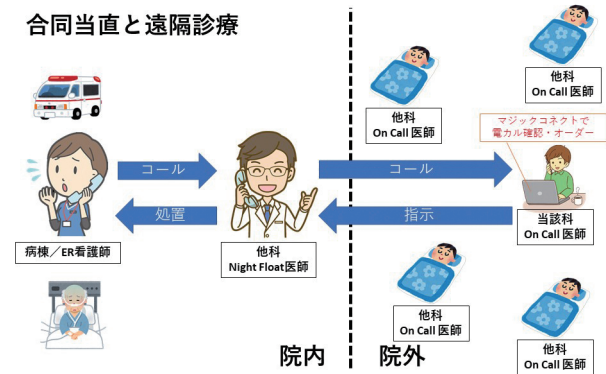 合同当直と遠隔診療
他科
On Call 医師
他科
On Call 医師
マジックコネクトで
電カル確認・オーダー
コール
コール
処置
指示
病棟／ER看護師
他科
Night Float医師
当該科
On Call 医師
他科
On Call 医師
他科
On Call 医師
院内
院外